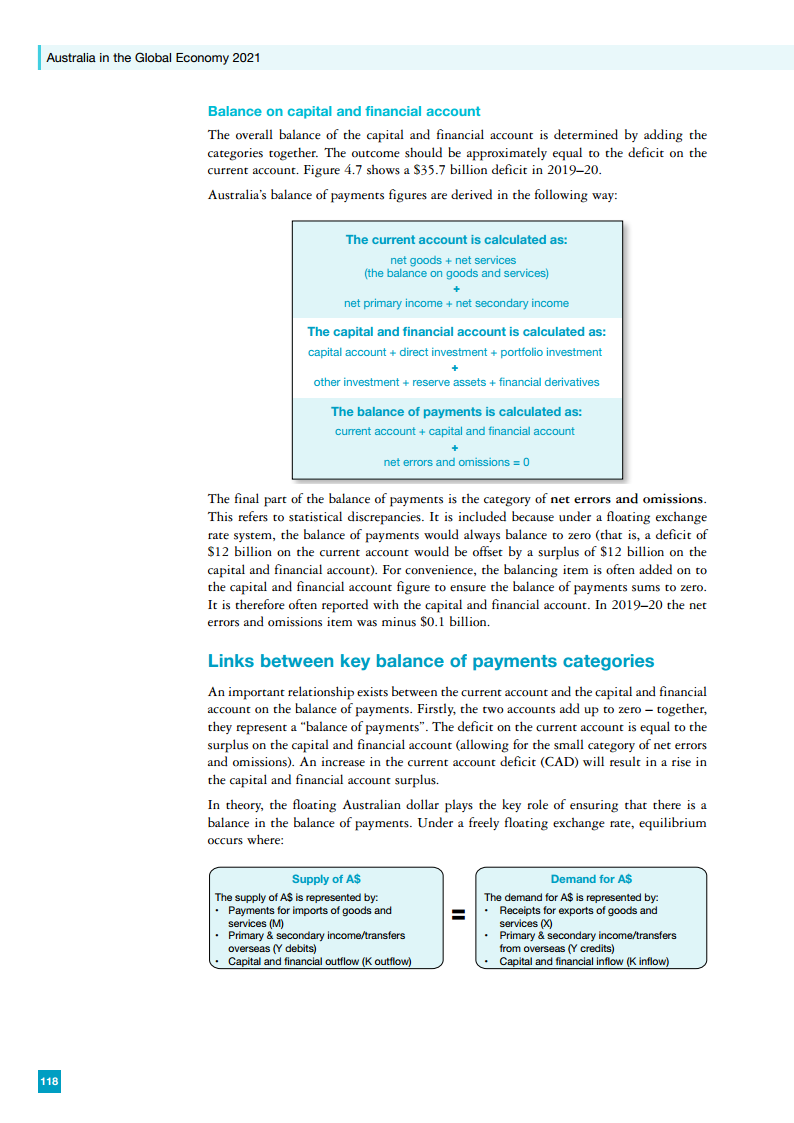 Australia in the Global Economy 2021
Balance on capital and financial account
The overall balance of the capital and financial account is determined by adding the
categories together. The outcome should be approximately equal to the deficit on the
current account. Figure 4.7 shows a $35.7 billion deficit in 2019–20.
Australia's balance of payments figures are derived in the following way:
The current account is calculated as:
net goods + net services
(the balance on goods and services)
+
net primary income + net secondary income
The capital and financial account is calculated as:
capital account + direct investment + portfolio investment
+
other investment + reserve assets + financial derivatives
The balance of payments is calculated as:
current account + capital and financial account
+
net errors and omissions = 0
The final part of the balance of payments is the category of net errors and omissions.
This refers to statistical discrepancies. It is included because under a floating exchange
rate system, the balance of payments would always balance to zero (that is, a deficit of
$12 billion on the current account would be offset by a surplus of $12 billion on the
capital and financial account). For convenience, the balancing item is often added on to
the capital and financial account figure to ensure the balance of payments sums to zero.
It is therefore often reported with the capital and financial account. In 2019–20 the net
errors and omissions item was minus $0.1 billion.
Links between key balance of payments categories
An important relationship exists between the current account and the capital and financial
account on the balance of payments. Firstly, the two accounts add up to zero – together,
they represent a "balance of payments". The deficit on the current account is equal to the
surplus on the capital and financial account (allowing for the small category of net errors
and omissions). An increase in the current account deficit (CAD) will result in a rise in
the capital and financial account surplus.
In theory, the floating Australian dollar plays the key role of ensuring that there is a
balance in the balance of payments. Under a freely floating exchange rate, equilibrium
occurs where:
Supply of A$
The supply of A$ is represented by:
• Payments for imports of goods and
services (M)
• Primary & secondary income/transfers
overseas (Y debits)
• Capital and financial outflow (K outflow)
=
Demand for A$
The demand for A$ is represented by:
• Receipts for exports of goods and
services (X)
• Primary & secondary income/transfers
from overseas (Y credits)
• Capital and financial inflow (K inflow)
118